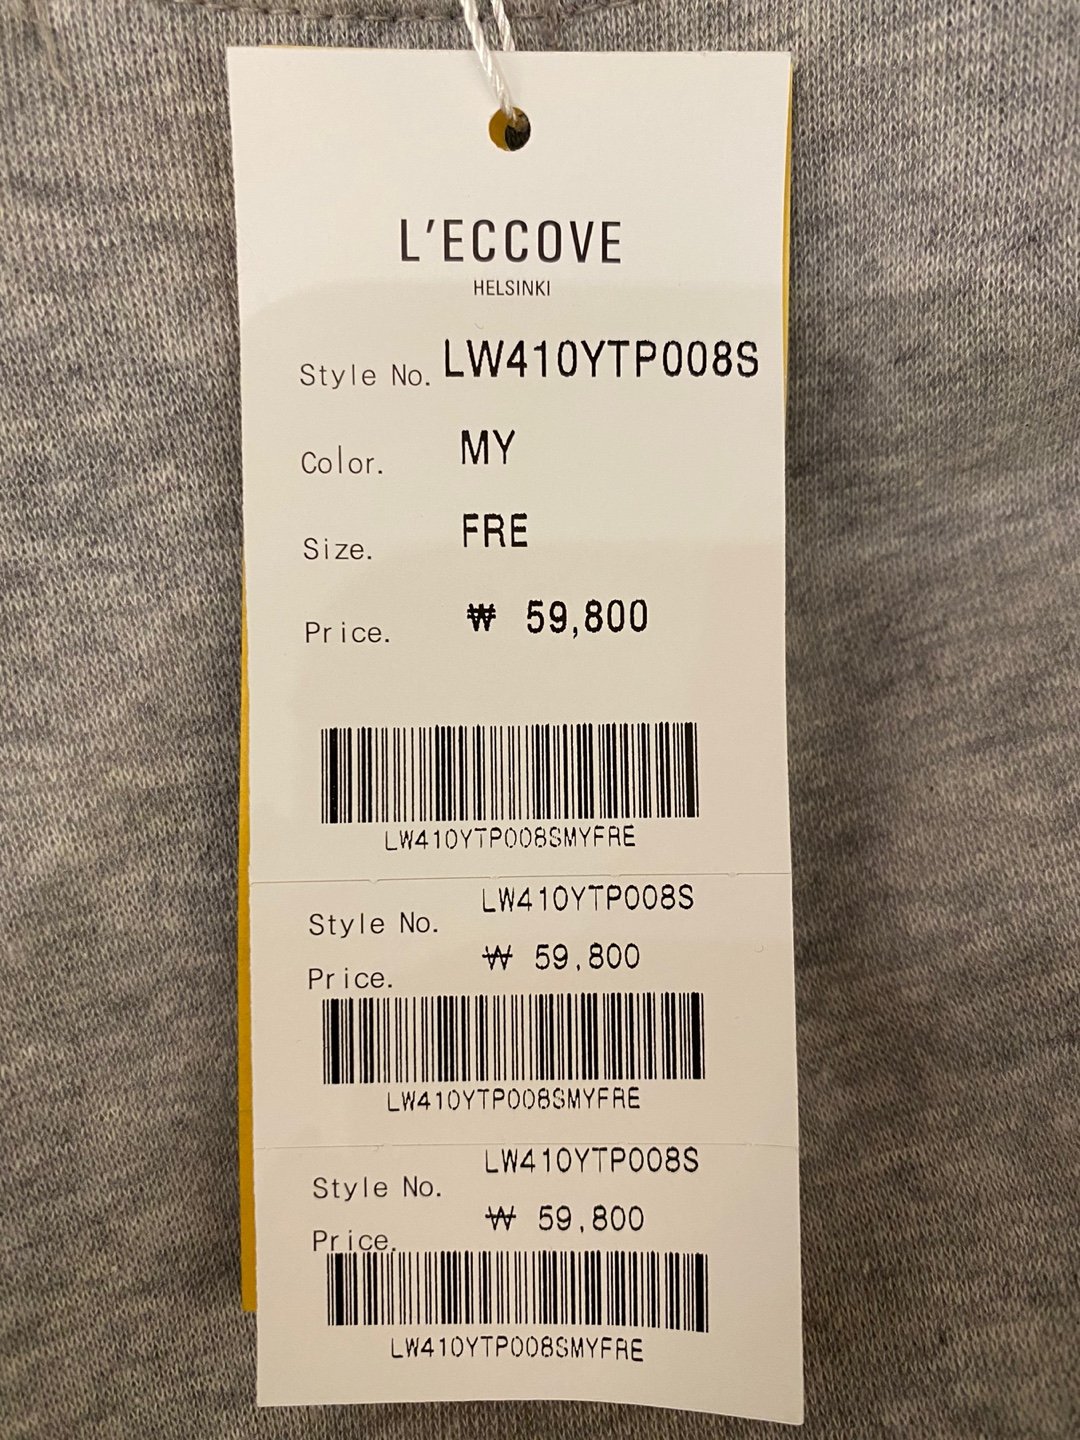 L'ECCOVE
HELSINKI
Style No. LW410YTP008S
Color. MY
Size. FRE
Price. ₩ 59,800
LW410YTP008SMYFRE
Style No. LW410YTP008S
Price. ₩ 59,800
LW410YTP008SMYFRE
Style No. LW410YTP008S
Price. ₩ 59,800
LW410YTP008SMYFRE